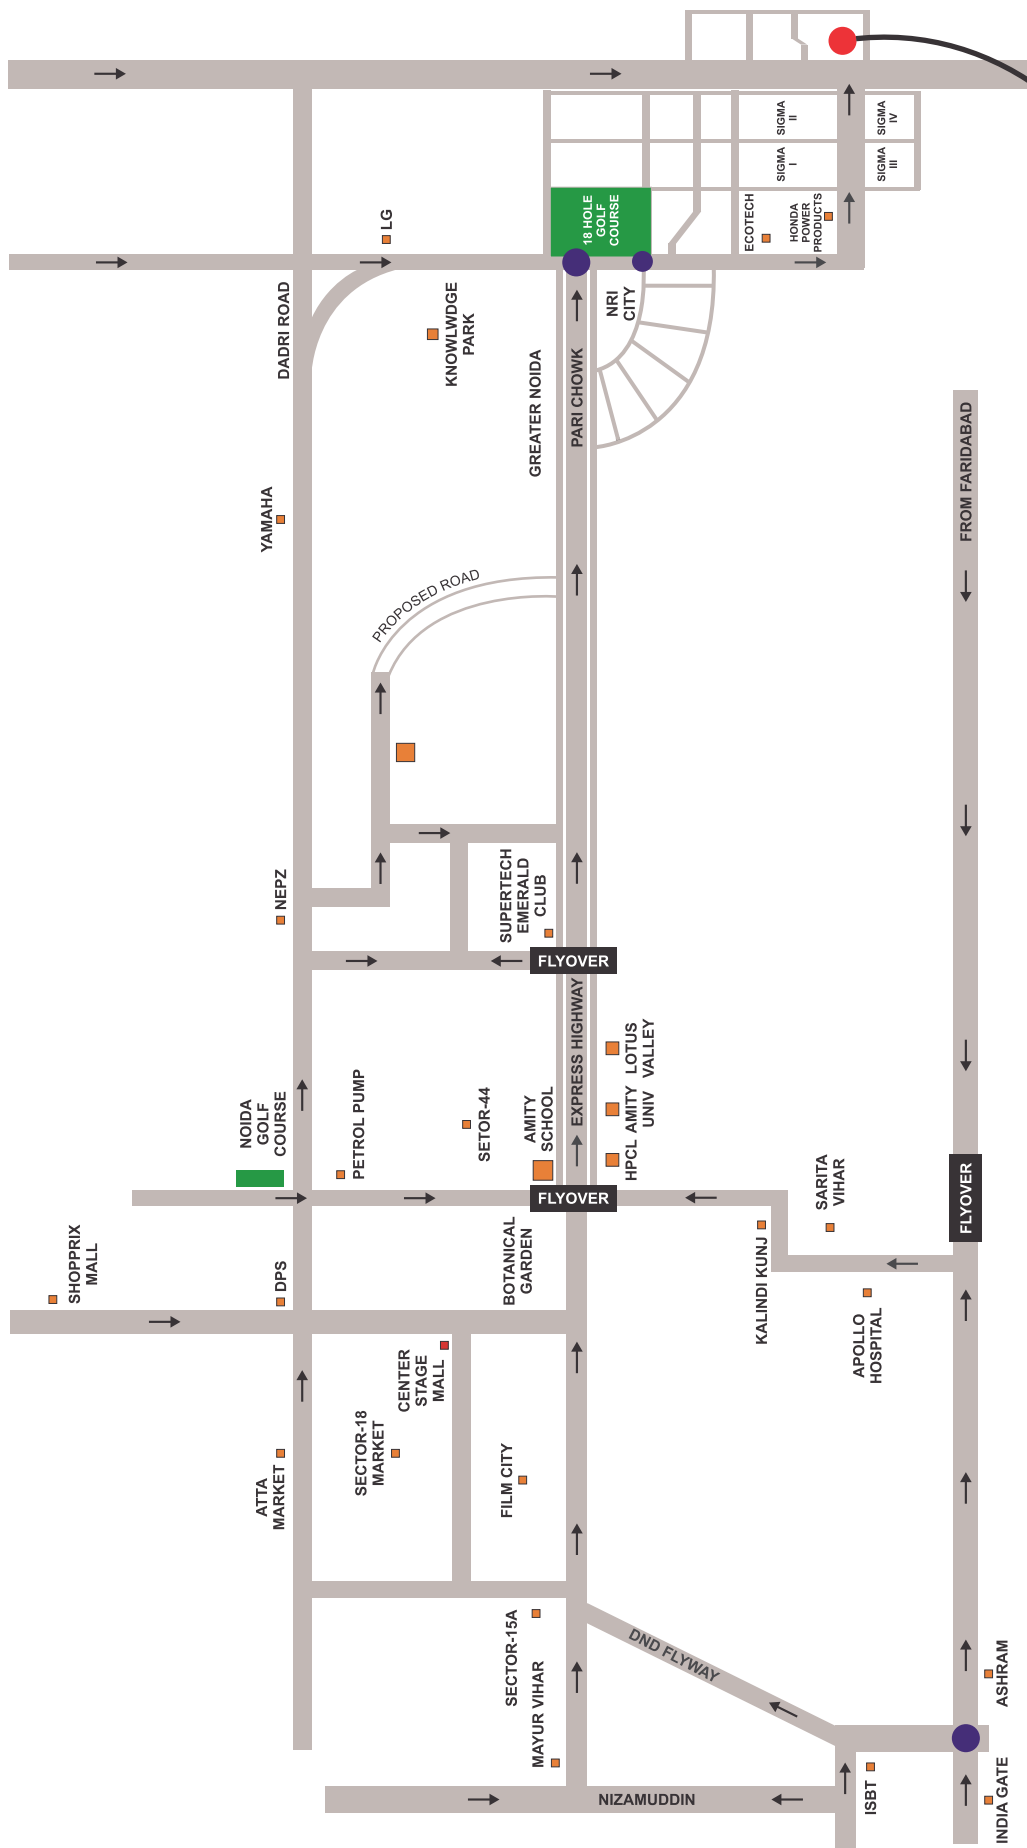 SIGMA
II
SIGMA
IV
SIGMA
I
SIGMA
III
18 HOLE
GOLF
COURSE
ECOTECH
HONDA
POWER
PRODUCTS
LG
DADRI ROAD
KNOWLWDGE
PARK
NRI
CITY
GREATER NOIDA
PARI CHOWK
FROM FARIDABAD
YAMAHA
PROPOSED ROAD
NEPZ
SUPERTECH
EMERALD
CLUB
FLYOVER
EXPRESS HIGHWAY
LOTUS
VALLEY
AMITY
UNIV
HPCL
NOIDA
GOLF
COURSE
PETROL PUMP
SETOR-44
AMITY
SCHOOL
FLYOVER
SARITA
VIHAR
FLYOVER
SHOPPRIX
MALL
DPS
BOTANICAL
GARDEN
KALINDI KUNJ
APOLLO
HOSPITAL
CENTER
STAGE
MALL
SECTOR-18
MARKET
ATTA
MARKET
FILM CITY
SECTOR-15A
MAYUR VIHAR
DND FLYWAY
ASHRAM
NIZAMUDDIN
ISBT
INDIA GATE